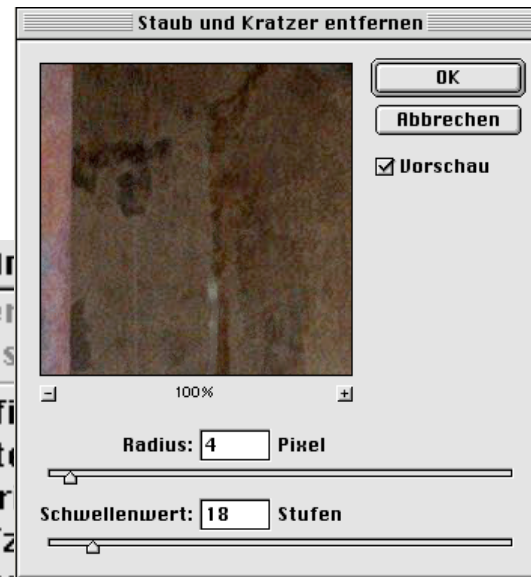 Staub und Kratzer entfernen
OK
Abbrechen
Vorschau
- 100% +
Radius: 4 Pixel
Schwellenwert: 18 Stufen